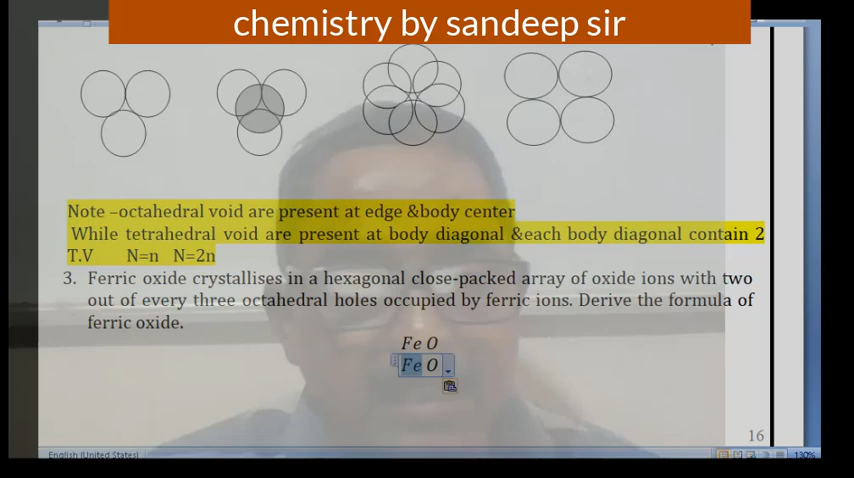 chemistry by sandeep sir
Note –octahedral void are present at edge &body center
While tetrahedral void are present at body diagonal &each body diagonal contain 2
T.V N=n N=2n
3. Ferric oxide crystallises in a hexagonal close-packed array of oxide ions with two
out of every three octahedral holes occupied by ferric ions. Derive the formula of
ferric oxide.
Fe O
Fe O
16
English (United States)
130%